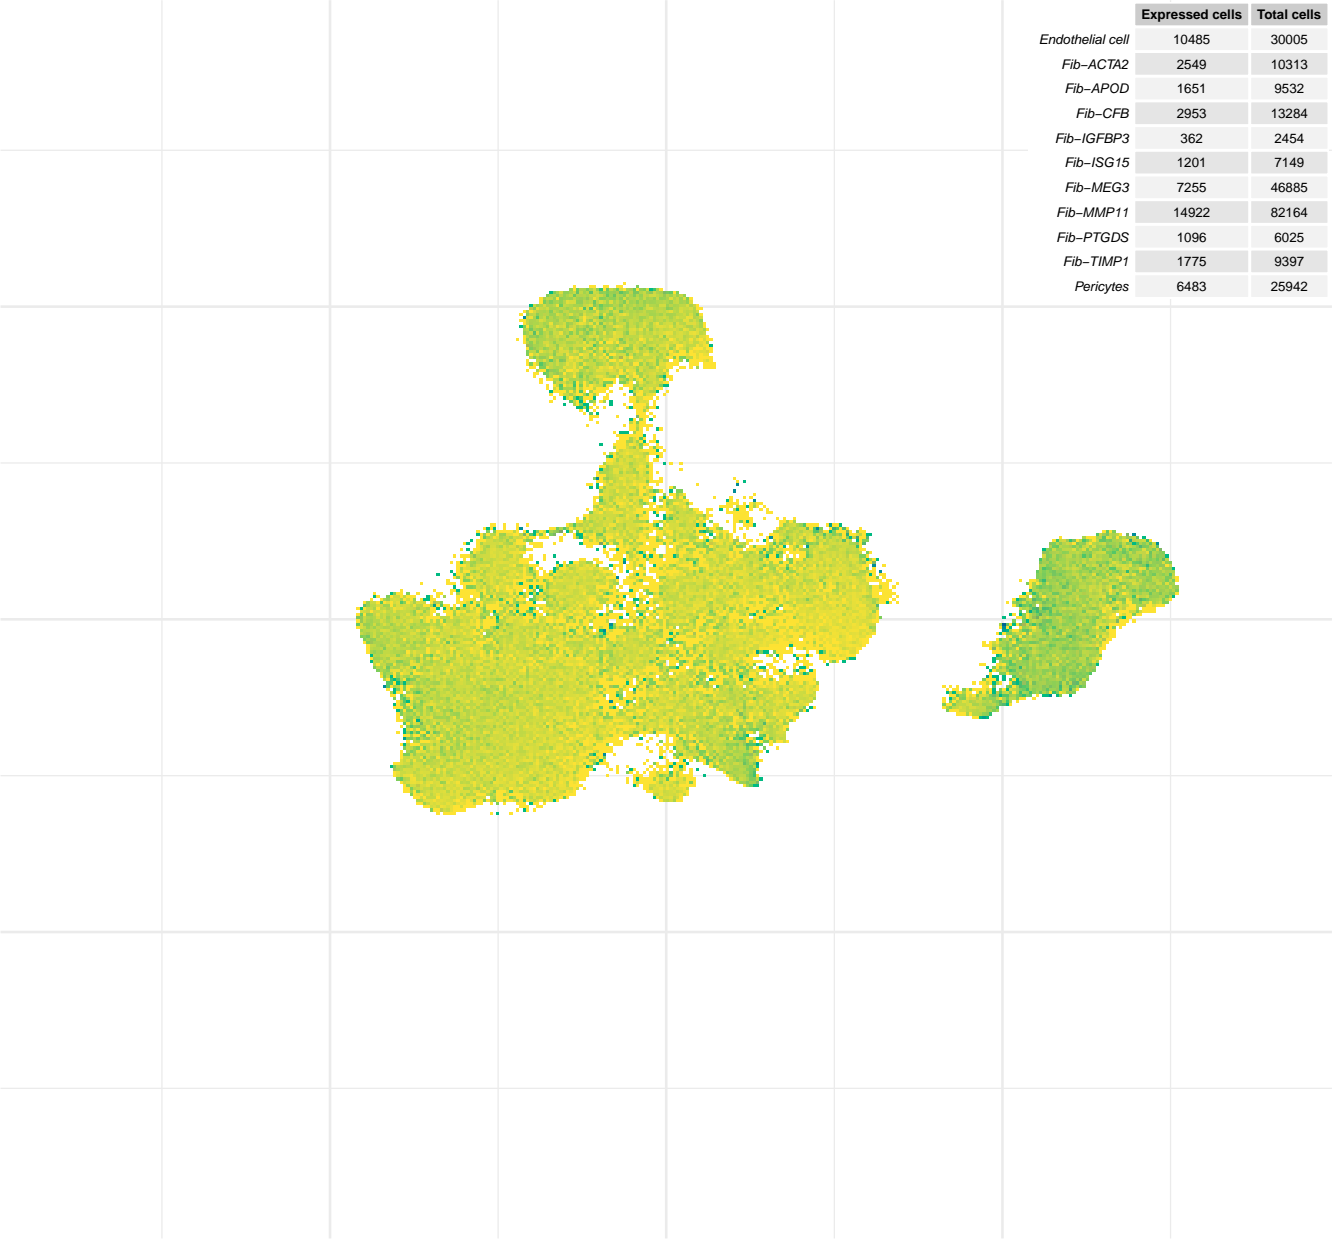 Expressed cells Total cells
Endothelial cell 10485 30005
Fib−ACTA2 2549 10313
Fib−APOD 1651 9532
Fib−CFB 2953 13284
Fib−IGFBP3 362 2454
Fib−ISG15 1201 7149
Fib−MEG3 7255 46885
Fib−MMP11 14922 82164
Fib−PTGDS 1096 6025
Fib−TIMP1 1775 9397
Pericytes 6483 25942